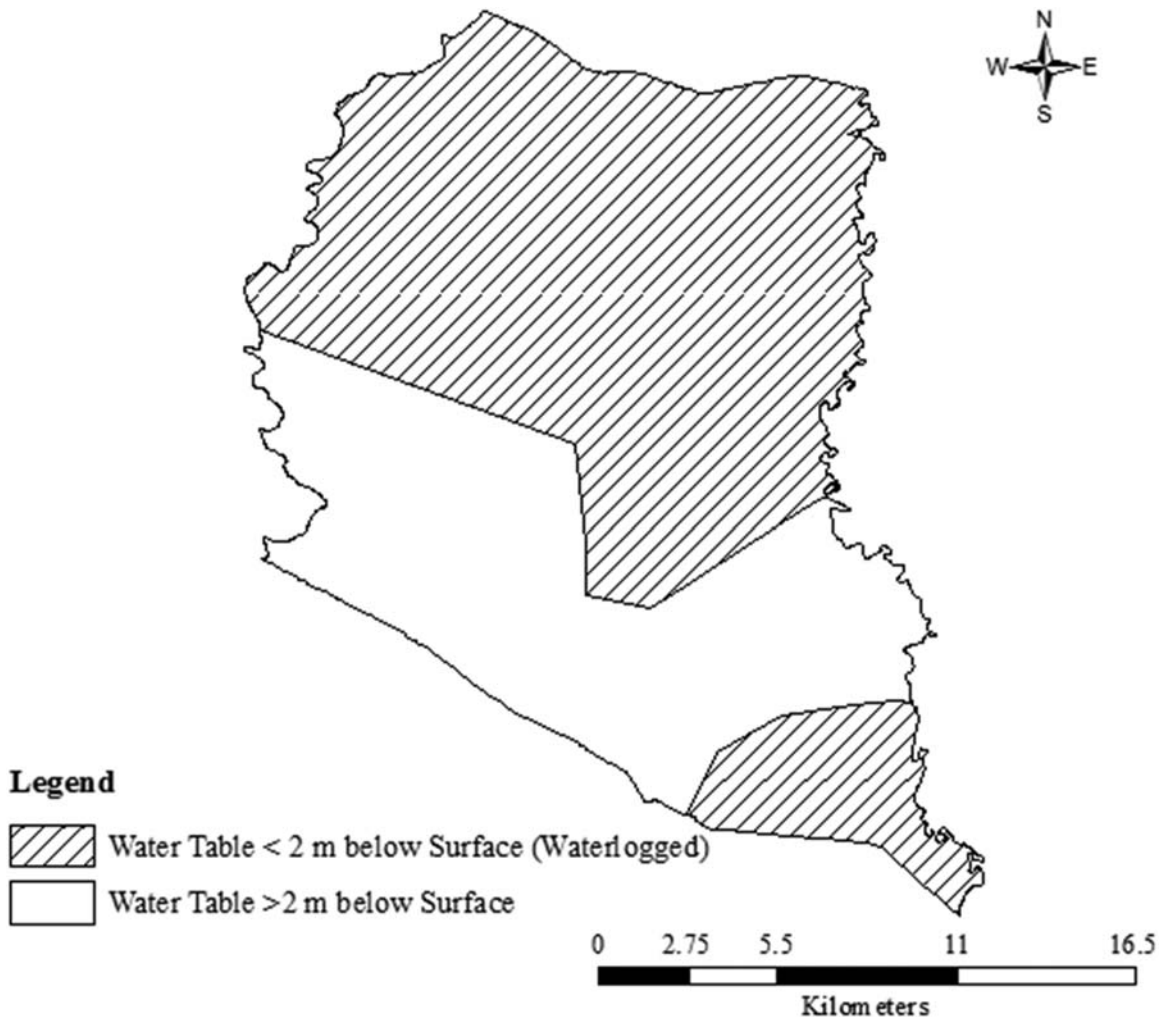 N
W E
S
Legend
Water Table < 2 m below Surface (Waterlogged)
Water Table >2 m below Surface
0 2.75 5.5 11 16.5
Kilometers